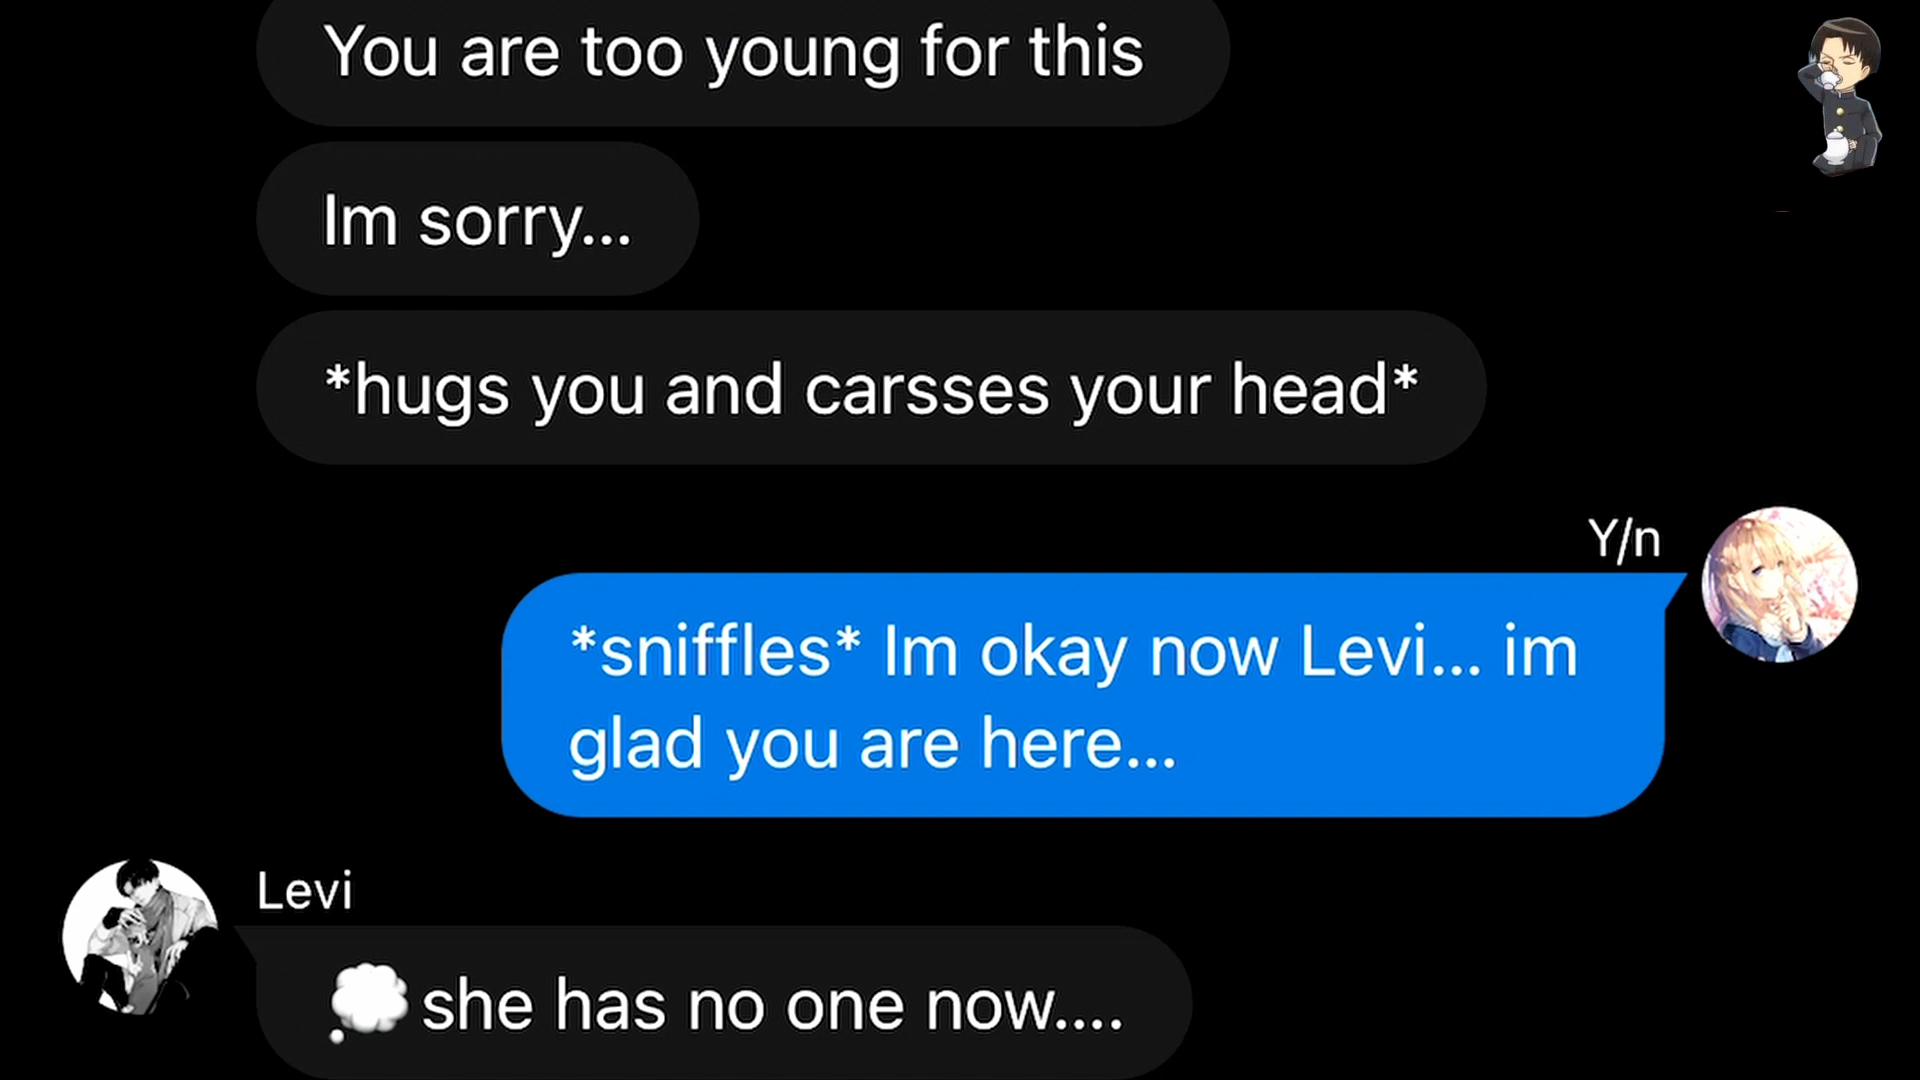 You are too young for this
Im sorry...
*hugs you and carsses your head*
Y/n
*sniffles* Im okay now Levi... im
glad you are here...
Levi
💭 she has no one now....